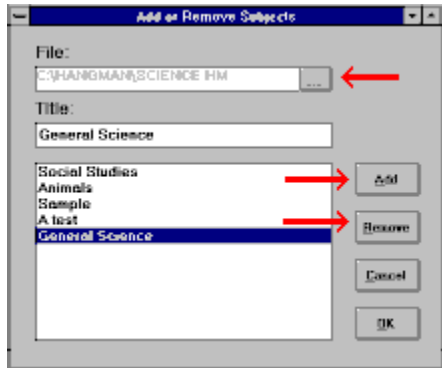 Add or Remove Subjects
File:
C:\HANGMAN\SCIENCE HM
...
Title:
General Science
Social Studies
Animals
Sample
A test
General Science
Add
Remove
Cancel
OK